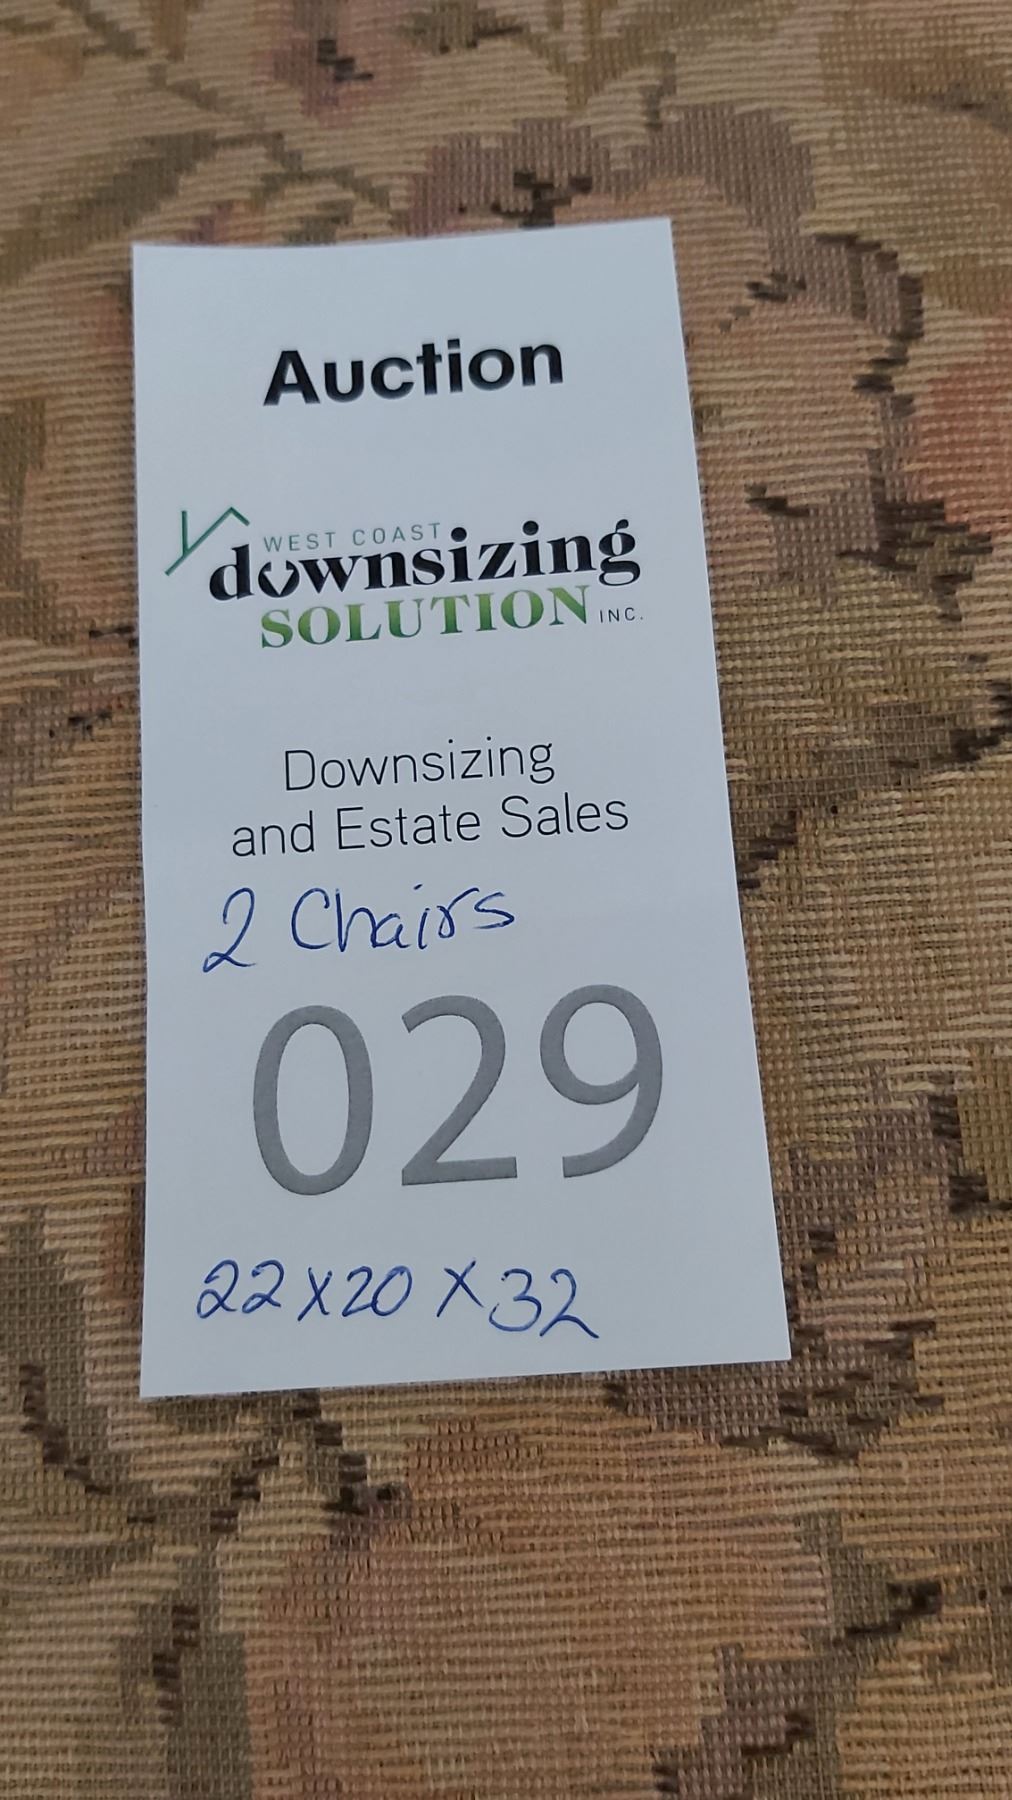 Auction
WEST COAST
downsizing
SOLUTION INC.
Downsizing
and Estate Sales
2 Chairs
029
22 x 20 x 32